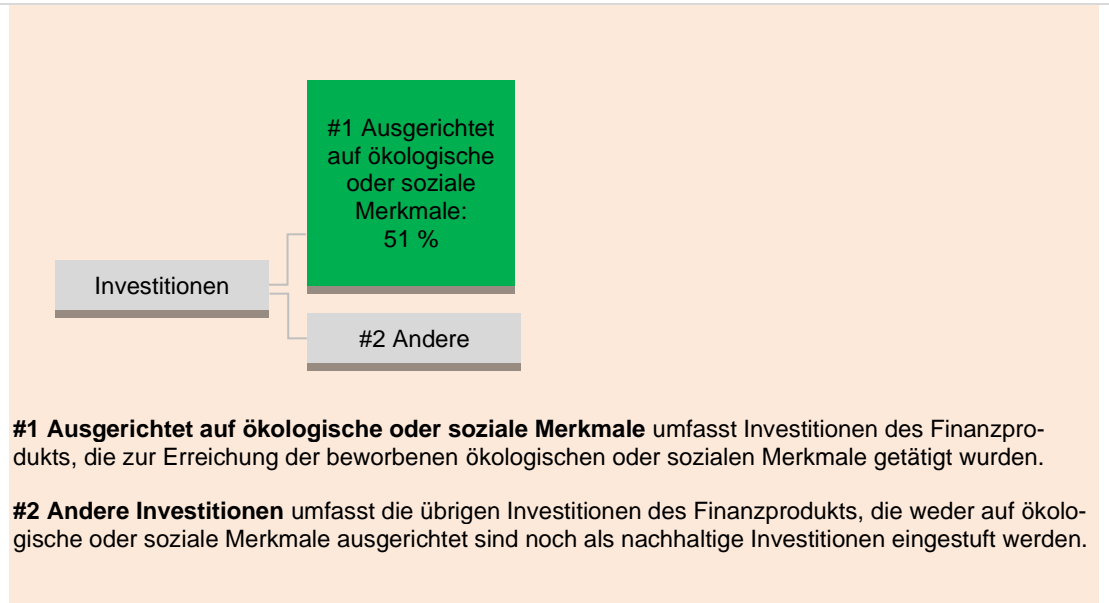 #1 Ausgerichtet
auf ökologische
oder soziale
Merkmale:
51 %
Investitionen
#2 Andere
#1 Ausgerichtet auf ökologische oder soziale Merkmale umfasst Investitionen des Finanzpro-
dukts, die zur Erreichung der beworbenen ökologischen oder sozialen Merkmale getätigt wurden.
#2 Andere Investitionen umfasst die übrigen Investitionen des Finanzprodukts, die weder auf ökolo-
gische oder soziale Merkmale ausgerichtet sind noch als nachhaltige Investitionen eingestuft werden.